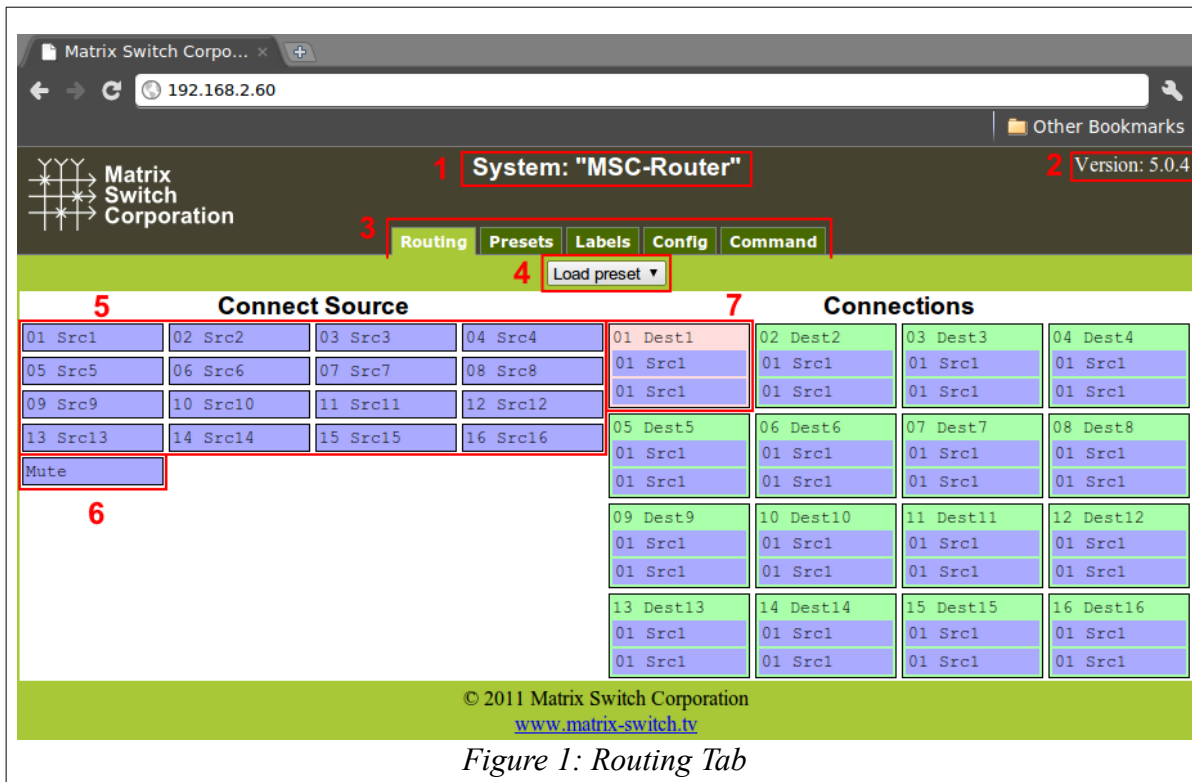 Matrix Switch Corpo...
192.168.2.60
Other Bookmarks
Matrix
Switch
Corporation
1 System: "MSC-Router"
2 Version: 5.0.4
3 Routing Presets Labels Config Command
4 Load preset
5 Connect Source 7 Connections
01 Src1 02 Src2 03 Src3 04 Src4
05 Src5 06 Src6 07 Src7 08 Src8
09 Src9 10 Src10 11 Src11 12 Src12
13 Src13 14 Src14 15 Src15 16 Src16
Mute
6
01 Dest1 02 Dest2 03 Dest3 04 Dest4
01 Src1 01 Src1 01 Src1 01 Src1
01 Src1 01 Src1 01 Src1 01 Src1
05 Dest5 06 Dest6 07 Dest7 08 Dest8
01 Src1 01 Src1 01 Src1 01 Src1
01 Src1 01 Src1 01 Src1 01 Src1
09 Dest9 10 Dest10 11 Dest11 12 Dest12
01 Src1 01 Src1 01 Src1 01 Src1
01 Src1 01 Src1 01 Src1 01 Src1
13 Dest13 14 Dest14 15 Dest15 16 Dest16
01 Src1 01 Src1 01 Src1 01 Src1
01 Src1 01 Src1 01 Src1 01 Src1
© 2011 Matrix Switch Corporation
www.matrix-switch.tv
Figure 1: Routing Tab